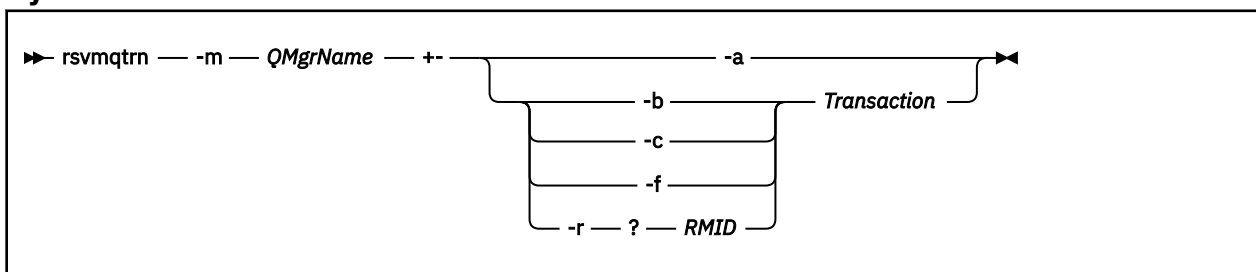 rsvmqtrn -m QMgrName +- -a
-b Transaction
-c
-f
-r ? RMID